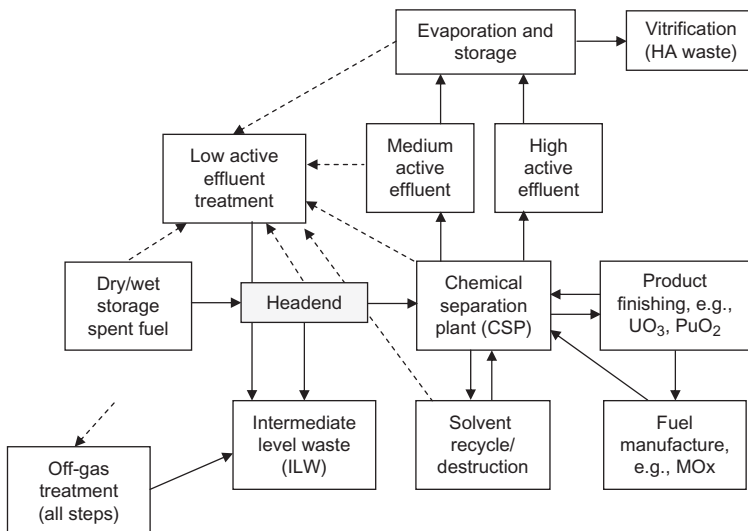 Evaporation and
storage
Vitrification
(HA waste)
Low active
effluent
treatment
Medium
active
effluent
High
active
effluent
Dry/wet
storage
spent fuel
Headend
Chemical
separation
plant (CSP)
Product
finishing, e.g.,
UO₃, PuO₂
Off-gas
treatment
(all steps)
Intermediate
level waste
(ILW)
Solvent
recycle/
destruction
Fuel
manufacture,
e.g., MOx